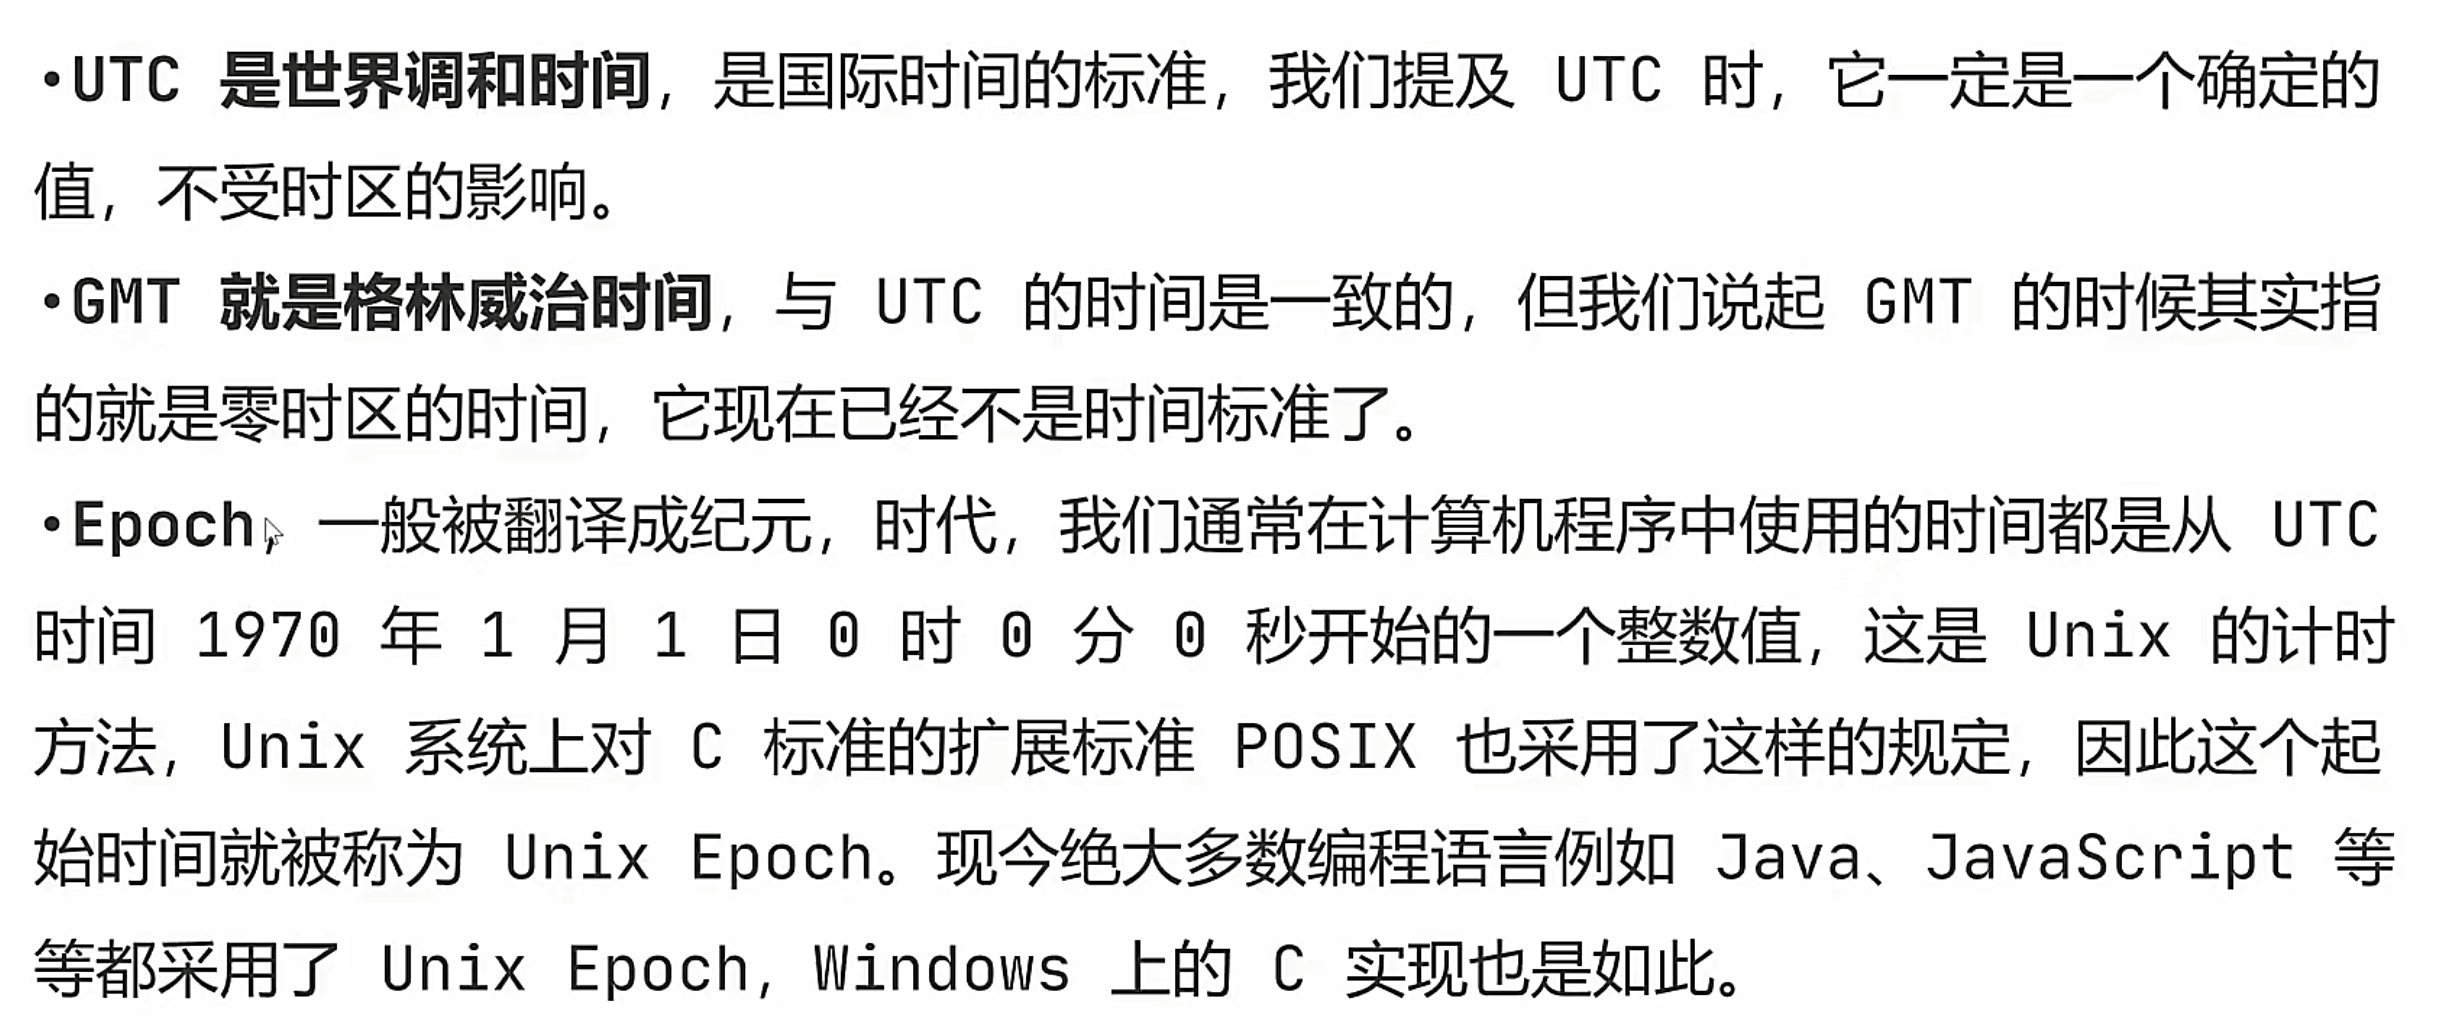 •UTC 是世界调和时间，是国际时间的标准，我们提及 UTC 时，它一定是一个确定的
值，不受时区的影响。
•GMT 就是格林威治时间，与 UTC 的时间是一致的，但我们说起 GMT 的时候其实指
的就是零时区的时间，它现在已经不是时间标准了。
•Epoch，一般被翻译成纪元，时代，我们通常在计算机程序中使用的时间都是从 UTC
时间 1970 年 1 月 1 日 0 时 0 分 0 秒开始的一个整数值，这是 Unix 的计时
方法，Unix 系统上对 C 标准的扩展标准 POSIX 也采用了这样的规定，因此这个起
始时间就被称为 Unix Epoch。现今绝大多数编程语言例如 Java、JavaScript 等
等都采用了 Unix Epoch，Windows 上的 C 实现也是如此。